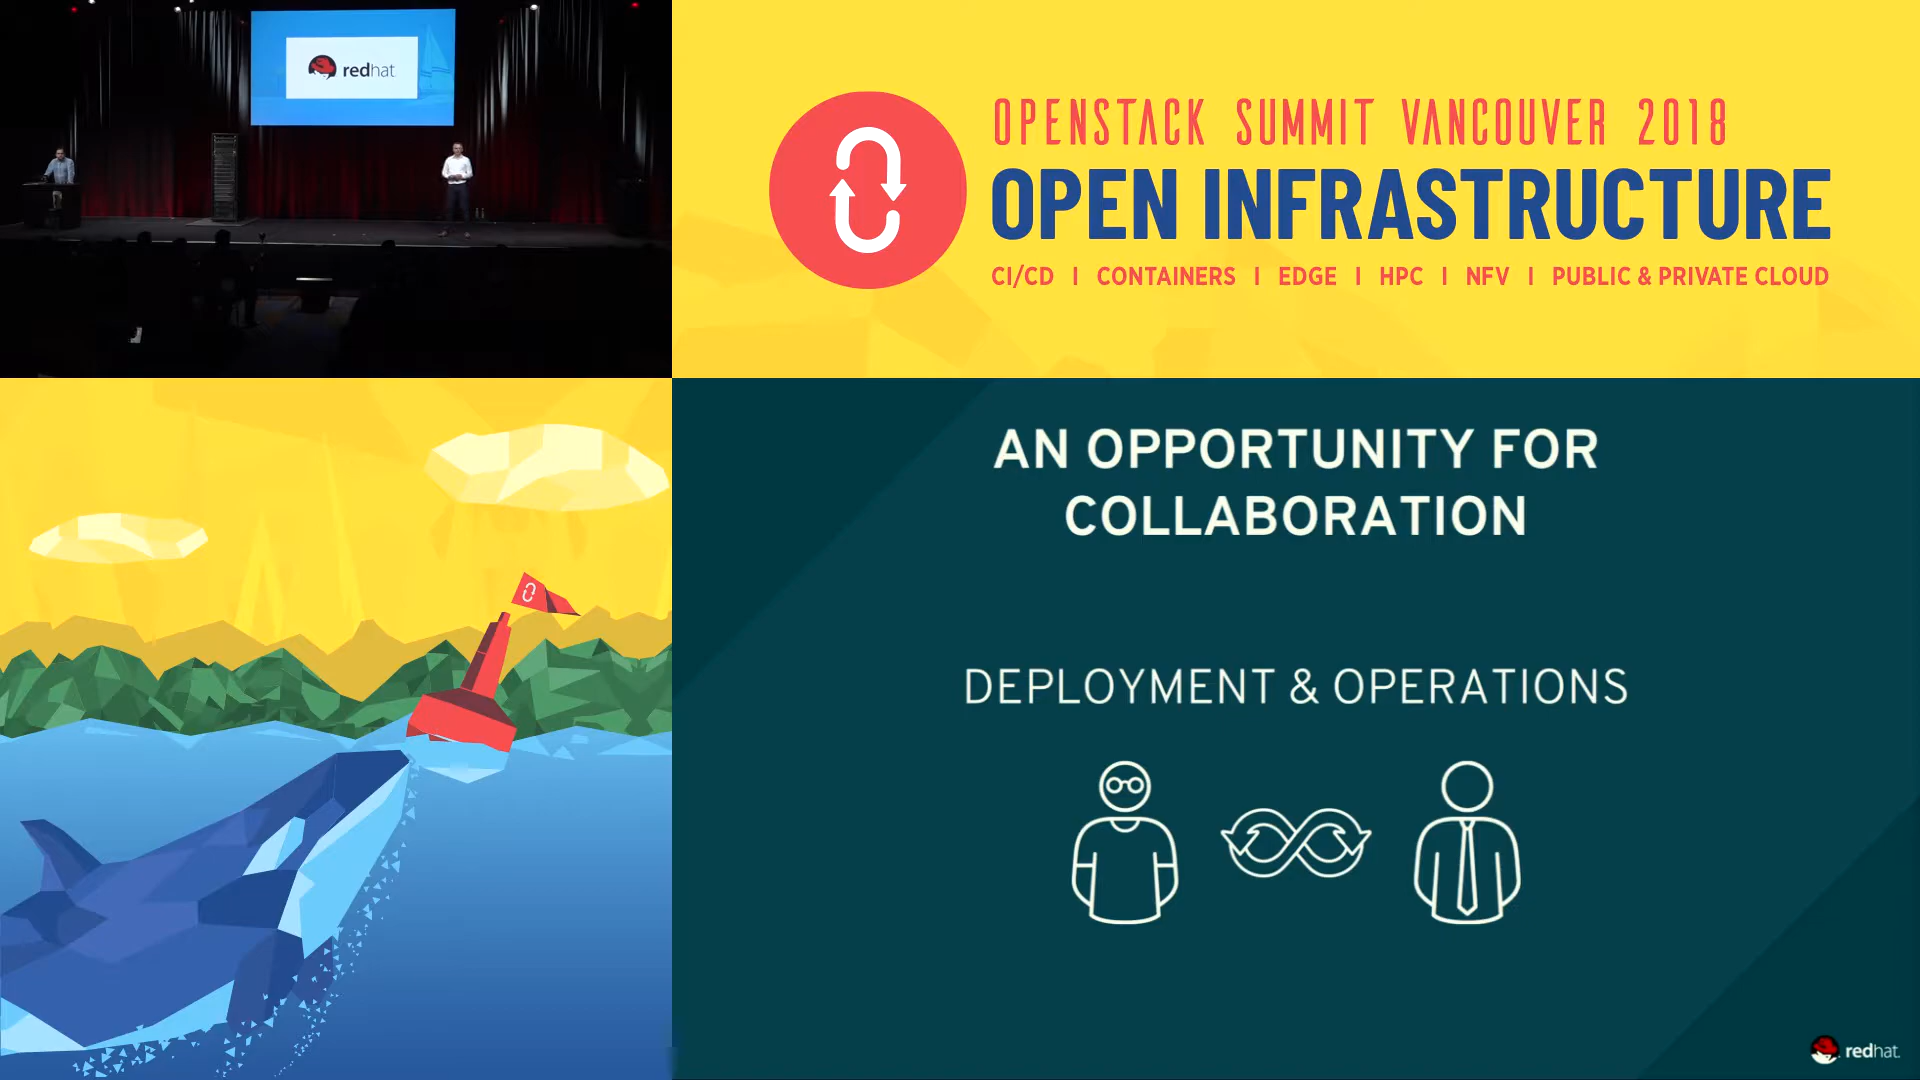 redhat
OPENSTACK SUMMIT VANCOUVER 2018
OPEN INFRASTRUCTURE
CI/CD | CONTAINERS | EDGE | HPC | NFV | PUBLIC & PRIVATE CLOUD
AN OPPORTUNITY FOR
COLLABORATION
DEPLOYMENT & OPERATIONS
redhat.